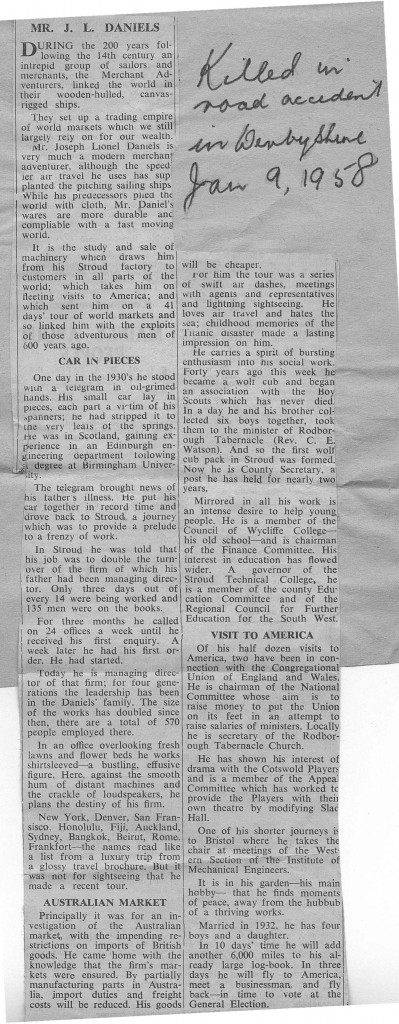 MR. J. L. DANIELS
DURING the 200 years fol-
lowing the 14th century an
intrepid group of sailors and
merchants, the Merchant Ad-
venturers, linked the world in
their wooden-hulled, canvas-
rigged ships.
They set up a trading empire
of world markets which we still
largely rely on for our wealth.
Mr. Joseph Lionel Daniels is
very much a modern merchant
adventurer, although the speed
ier air travel he uses has sup
planted the pitching sailing ships
While his predecessors plied the
world with cloth, Mr. Daniel's
wares are more durable and
compliable with a fast moving
world.
It is the study and sale of
machinery which draws him
from his Stroud factory to
customers in all parts of the
world; which takes him on
fleeting visits to America; and
which sent him on a 41
days' tour of world markets and
so linked him with the exploits
of those adventurous men of
600 years ago.
CAR IN PIECES
One day in the 1930's he stood
with a telegram in oil-grimed
hands. His small car lay in
pieces, each part a victim of his
spanners; he had stripped it to
the very leafs of the springs.
He was in Scotland, gaining ex-
perience in an Edinburgh en-
gineering department following
a degree at Birmingham Univer-
sity.
The telegram brought news of
his father's illness. He put his
car together in record time and
drove back to Stroud, a journey
which was to provide a prelude
to a frenzy of work.
In Stroud he was told that
his job was to double the turn-
over of the firm of which his
father had been managing direc-
tor. Only three days out of
every 14 were being worked and
135 men were on the books.
For three months he called
on 24 offices a week until he
received his first enquiry. A
week later he had his first or-
der. He had started.
Today he is managing direc-
tor of that firm; for four gene-
rations the leadership has been
in the Daniels' family. The size
of the works has doubled since
then, there are a total of 570
people employed there.
In an office overlooking fresh
lawns and flower beds he works
shirtsleeved—a bustling, effusive
figure. Here, against the smooth
hum of distant machines and
the crackle of loudspeakers, he
plans the destiny of his firm.
New York, Denver, San Fran-
sisco, Honolulu, Fiji, Auckland,
Sydney, Bangkok, Beirut, Rome,
Frankfort—the names read like
a list from a luxury trip from
a glossy travel brochure. But it
was not for sightseeing that he
made a recent tour.
AUSTRALIAN MARKET
Principally it was for an in-
vestigation of the Australian
market, with the impending re-
strictions on imports of British
goods. He came home with the
knowledge that the firm's mar-
kets were ensured. By partially
manufacturing parts in Austra-
lia, import duties and freight
costs will be reduced. His goods
Killed in
road accident
in Derbyshire
Jan 9, 1958
will be cheaper.
For him the tour was a series
of swift air dashes, meetings
with agents and representatives
and lightning sightseeing. He
loves air travel and hates the
sea; childhood memories of the
Titanic disaster made a lasting
impression on him.
He carries a spirit of bursting
enthusiasm into his social work.
Forty years ago this week he
became a wolf cub and began
an association with the Boy
Scouts which has never died.
In a day he and his brother col-
lected six boys together, took
them to the minister of Rodbor-
ough Tabernacle (Rev. C. E.
Watson). And so the first wolf
cub pack in Stroud was formed.
Now he is County Secretary, a
post he has held for nearly two
years.
Mirrored in all his work is
an intense desire to help young
people. He is a member of the
Council of Wycliffe College—
his old school—and is chairman
of the Finance Committee. His
interest in education has flowed
wider. A governor of the
Stroud Technical College, he
is a member of the county Edu-
cation Committee and of the
Regional Council for Further
Education for the South West.
VISIT TO AMERICA
Of his half dozen visits to
America, two have been in con-
nection with the Congregational
Union of England and Wales.
He is chairman of the National
Committee whose aim is to
raise money to put the Union
on its feet in an attempt to
raise salaries of ministers. Locally
he is secretary of the Rodbor-
ough Tabernacle Church.
He has shown his interest of
drama with the Cotswold Players
and is a member of the Appeal
Committee which has worked to
provide the Players with their
own theatre by modifying Slad
Hall.
One of his shorter journeys is
to Bristol where he takes the
chair at meetings of the West
ern Section of the Institute of
Mechanical Engineers.
It is in his garden—his main
hobby—that he finds moments
of peace, away from the hubbub
of a thriving works.
Married in 1932, he has four
boys and a daughter.
In 10 days' time he will add
another 6,000 miles to his al-
ready large log-book. In three
days he will fly to America,
meet a businessman, and fly
back—in time to vote at the
General Election.